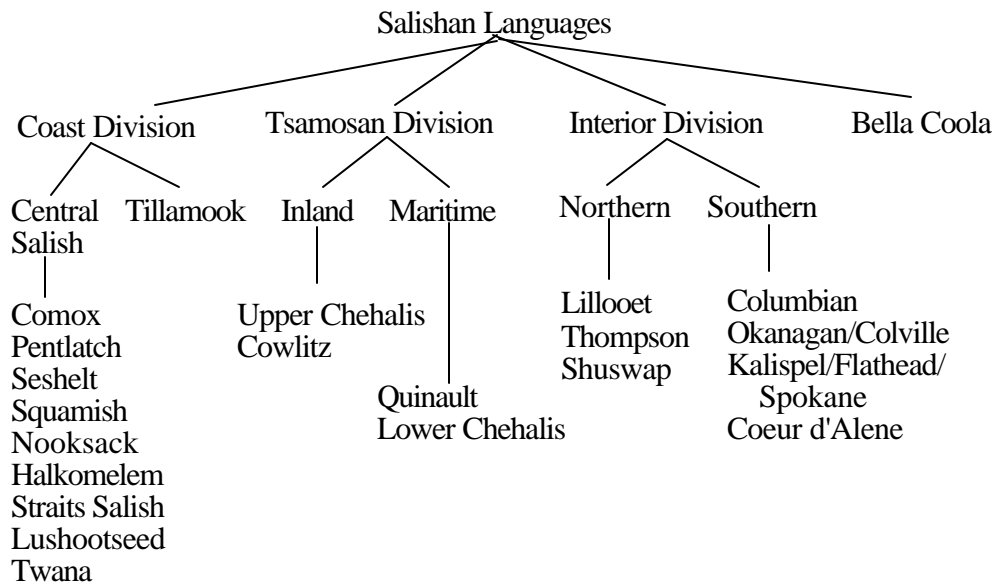 Salishan Languages
Coast Division
Tsamosan Division
Interior Division
Bella Coola
Central
Salish
Tillamook
Inland
Maritime
Northern
Southern
Comox
Pentlatch
Seshelt
Squamish
Nooksack
Halkomelem
Straits Salish
Lushootseed
Twana
Upper Chehalis
Cowlitz
Quinault
Lower Chehalis
Lillooet
Thompson
Shuswap
Columbian
Okanagan/Colville
Kalispel/Flathead/
Spokane
Coeur d'Alene